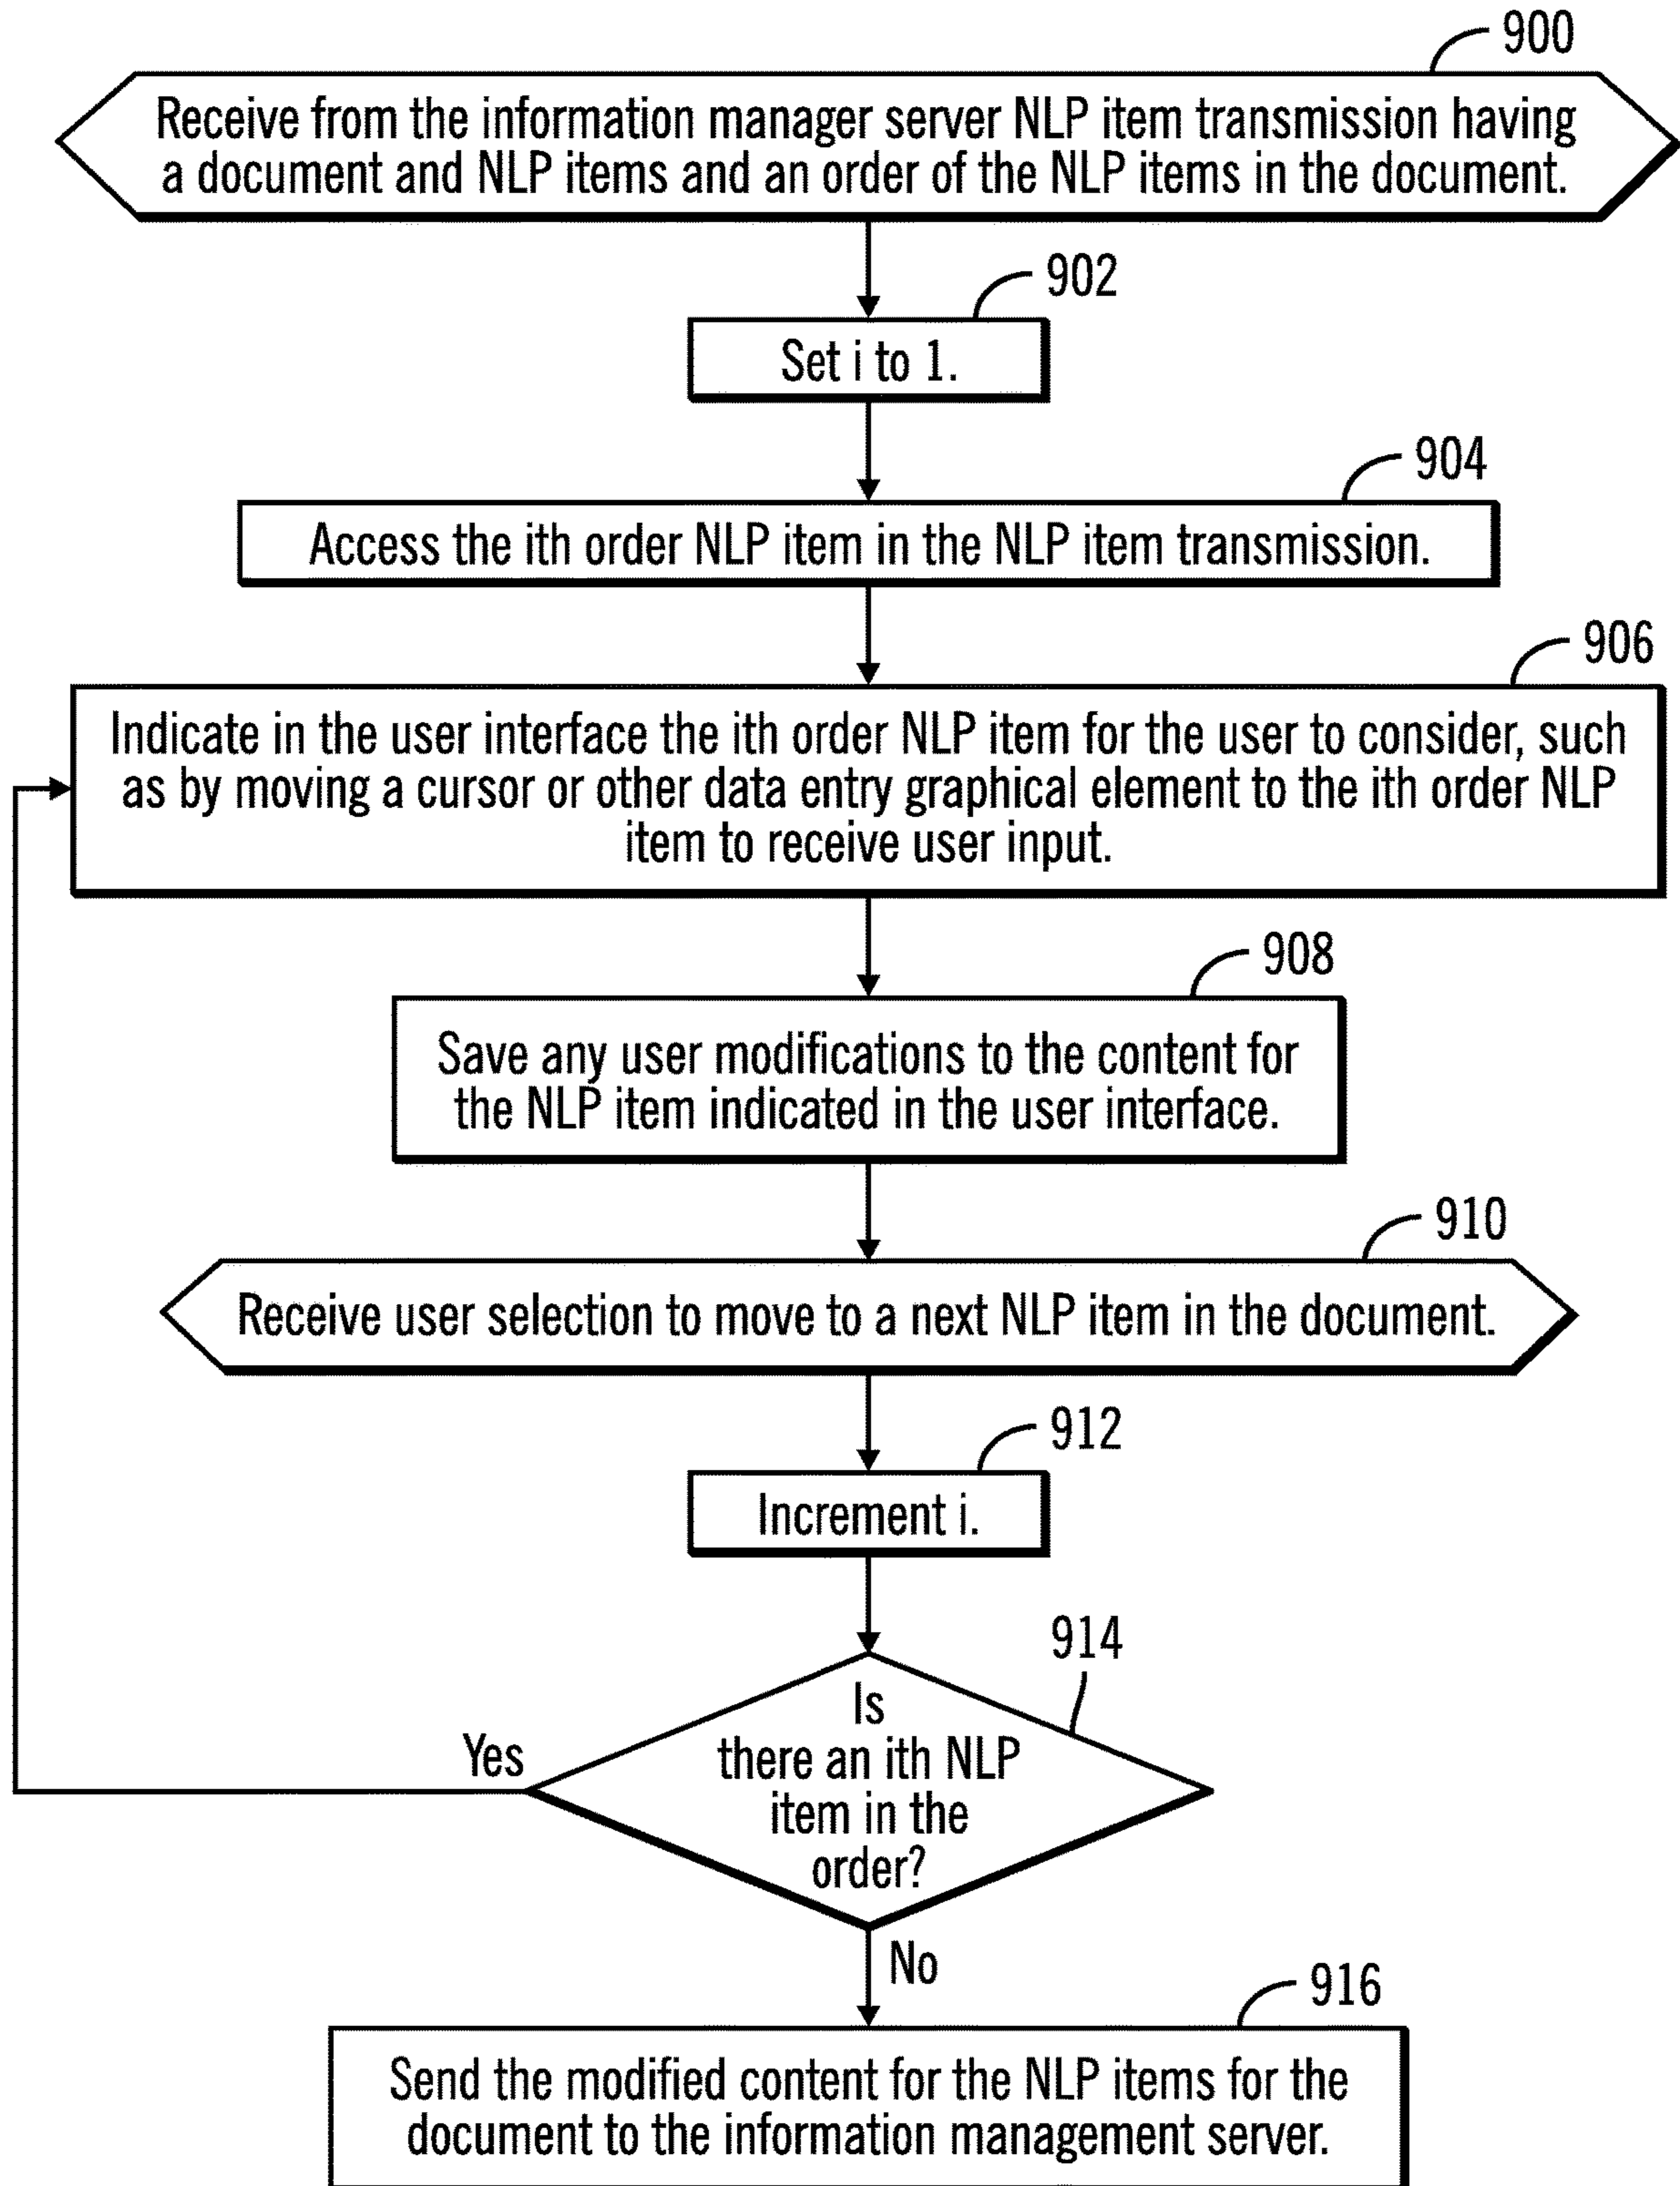 900
Receive from the information manager server NLP item transmission having
a document and NLP items and an order of the NLP items in the document.
902
Set i to 1.
904
Access the ith order NLP item in the NLP item transmission.
906
Indicate in the user interface the ith order NLP item for the user to consider, such
as by moving a cursor or other data entry graphical element to the ith order NLP
item to receive user input.
908
Save any user modifications to the content for
the NLP item indicated in the user interface.
910
Receive user selection to move to a next NLP item in the document.
912
Increment i.
914
Is
there an ith NLP
item in the
order?
Yes
No
916
Send the modified content for the NLP items for the
document to the information management server.